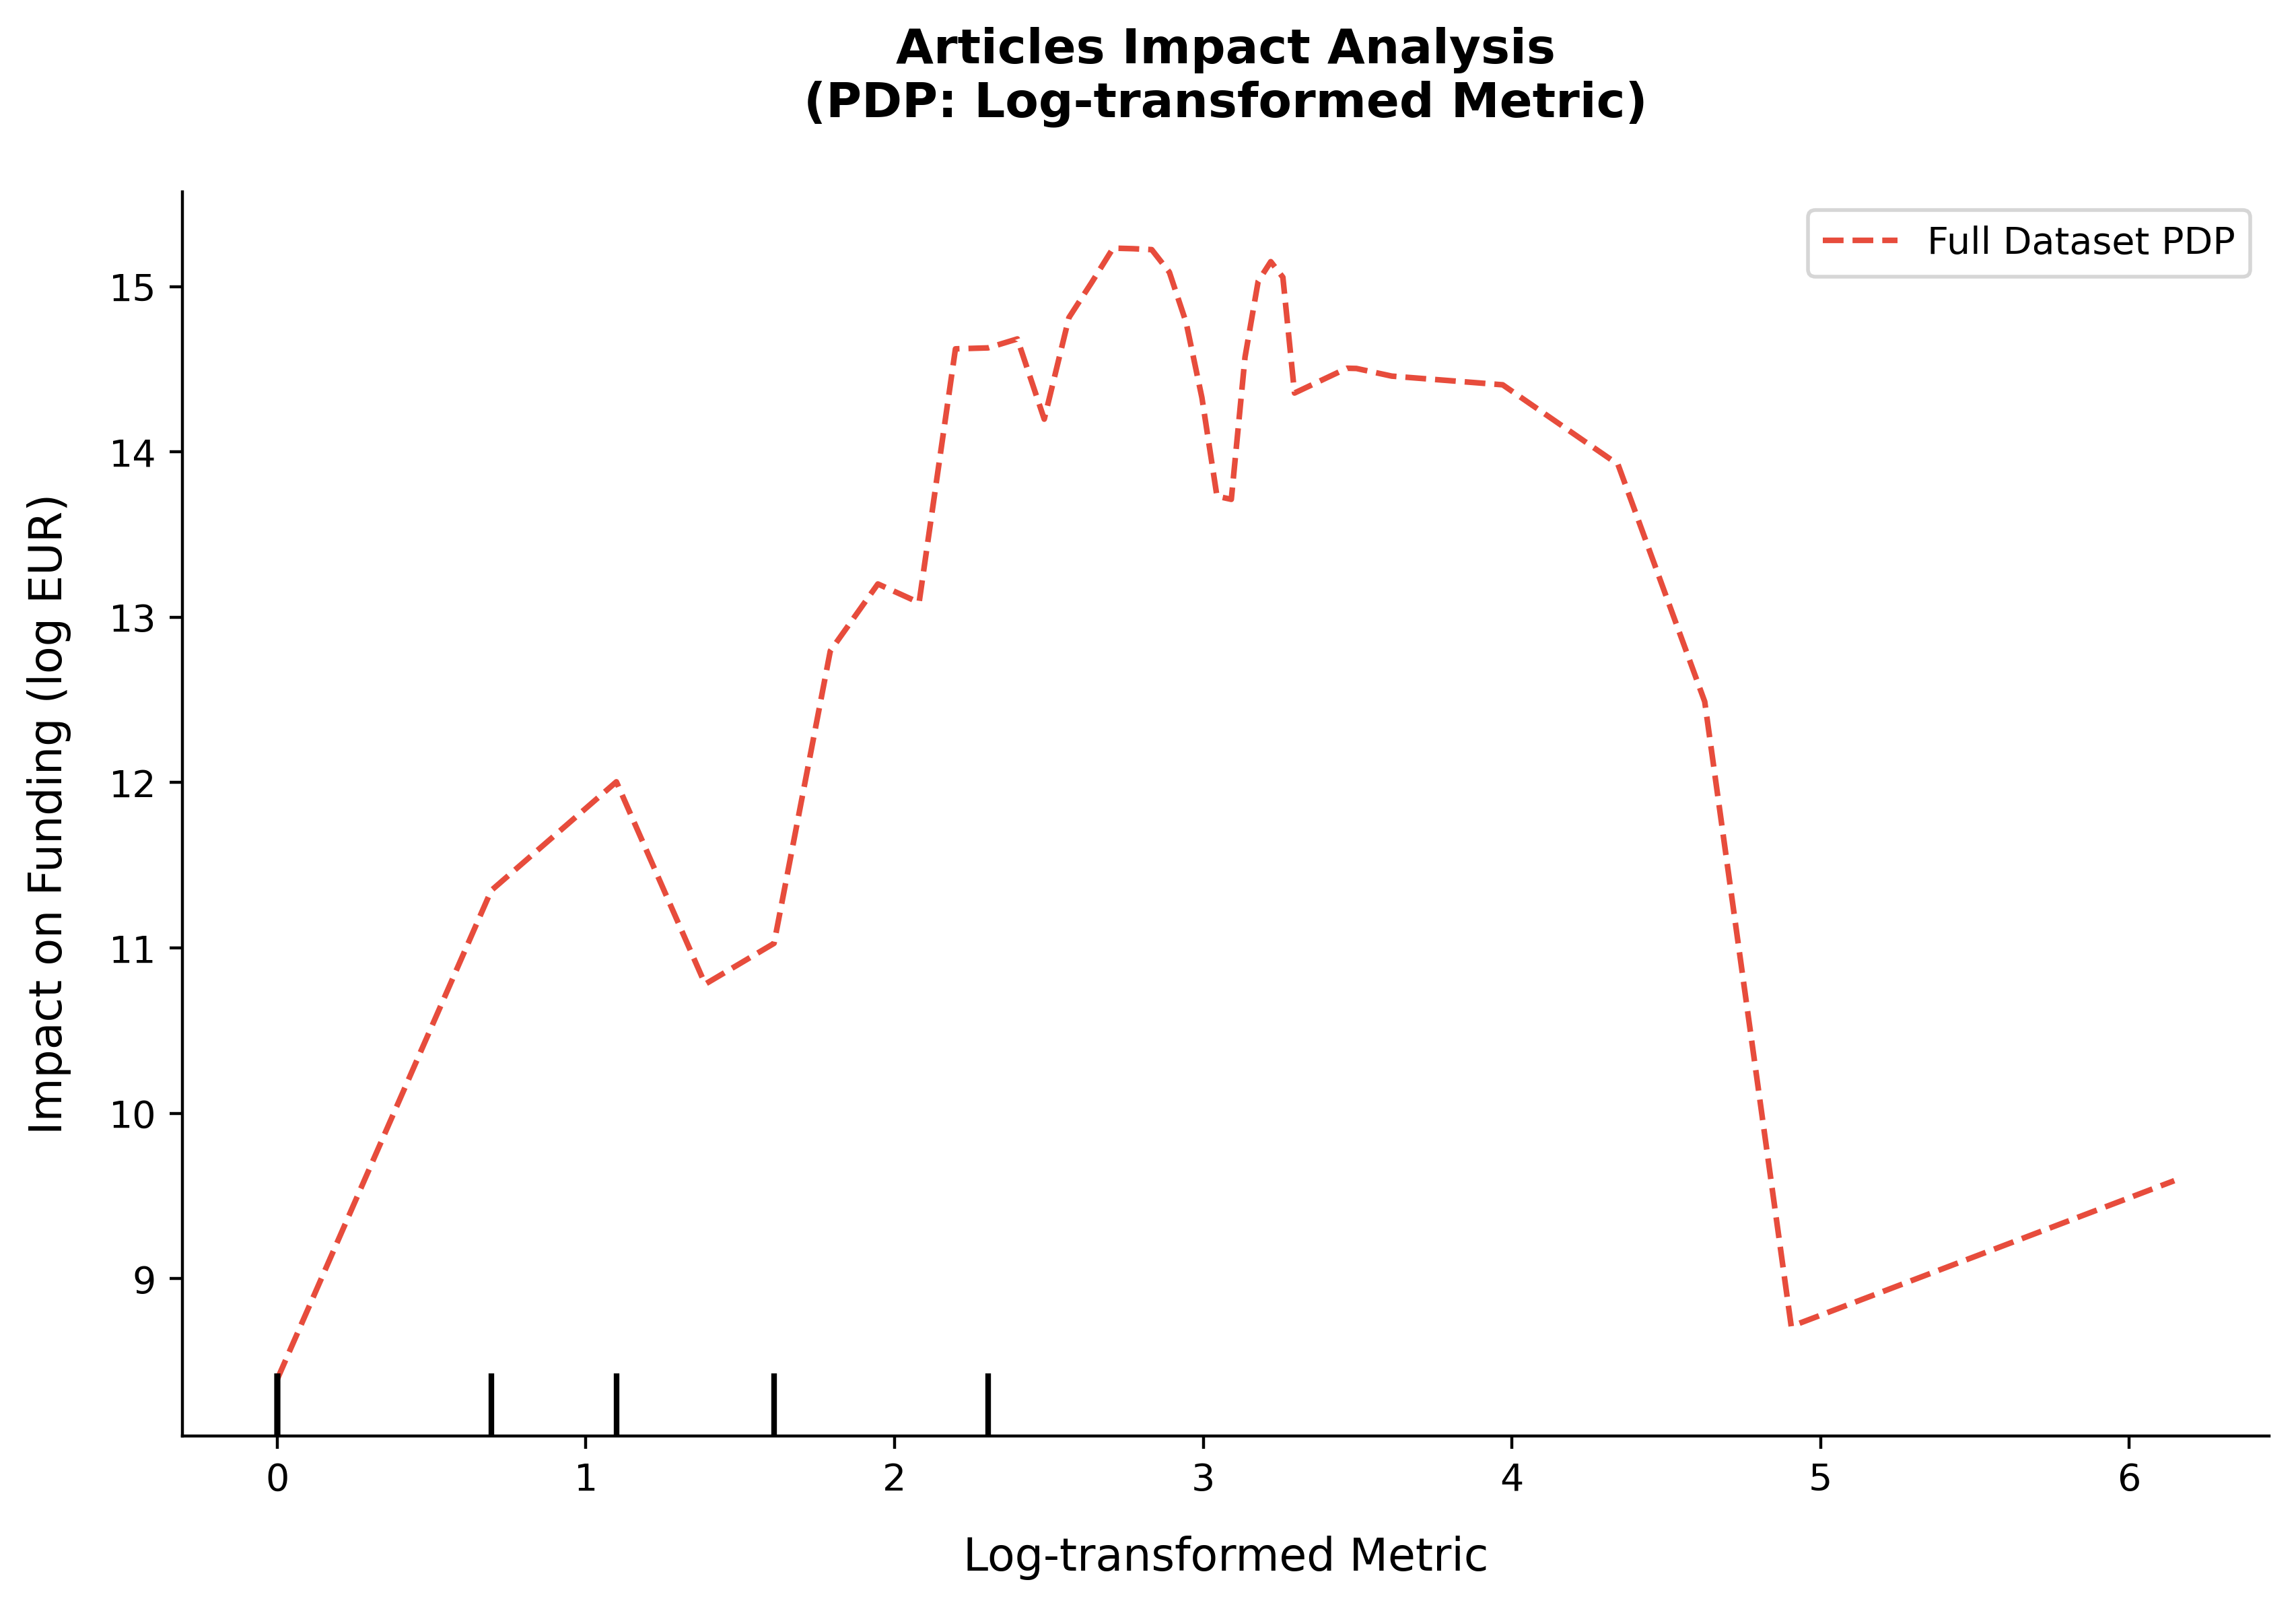 Articles Impact Analysis
(PDP: Log-transformed Metric)
Full Dataset PDP
Impact on Funding (log EUR)
15
14
13
12
11
10
9
0 1 2 3 4 5 6
Log-transformed Metric